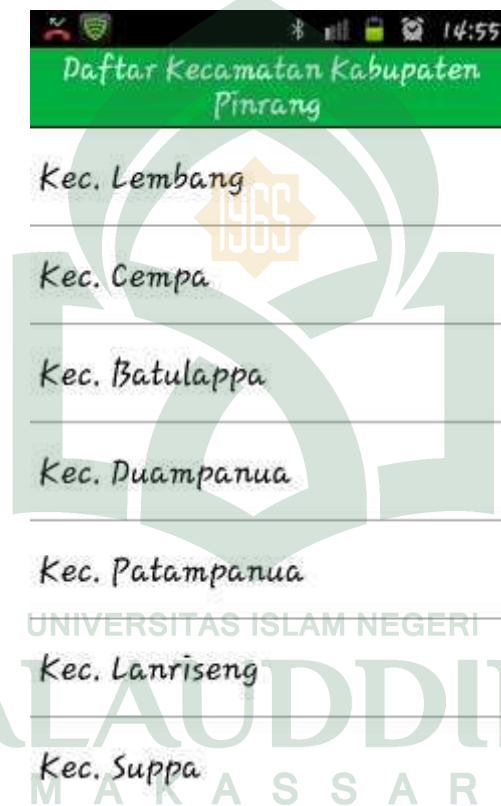 14:55
Daftar Kecamatan Kabupaten
Pinrang
Kec. Lembang
1965
Kec. Cempa
Kec. Batulappa
Kec. Duampanua
Kec. Patampanua
UNIVERSITAS ISLAM NEGERI
Kec. Lanriseng
ALAUDDIN
Kec. Suppa
MAKASSAR